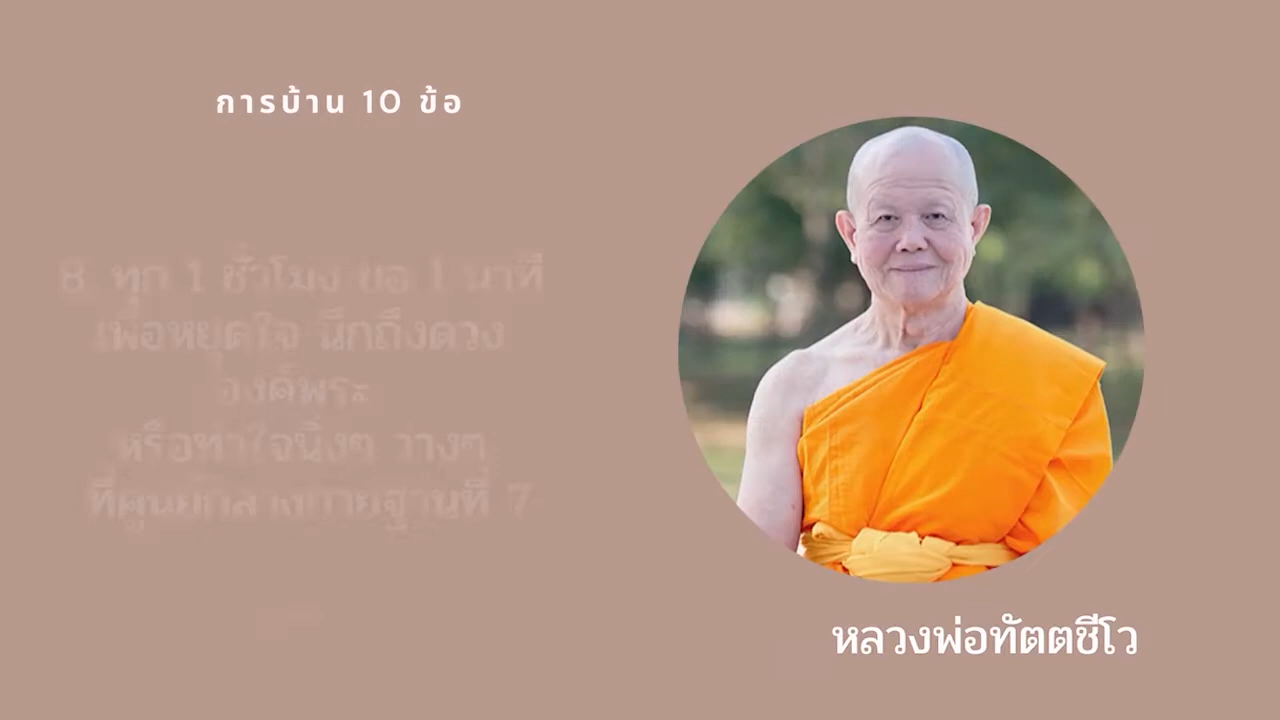 การบ้าน 10 ข้อ
8. ทุก 1 ชั่วโมง ขอ 1 นาที
เพื่อหยุดใจ นึกถึงดวง
องค์พระ
หรือทำใจนิ่งๆ ว่างๆ
ที่ศูนย์กลางกายฐานที่ 7
หลวงพ่อทัตตชีโว